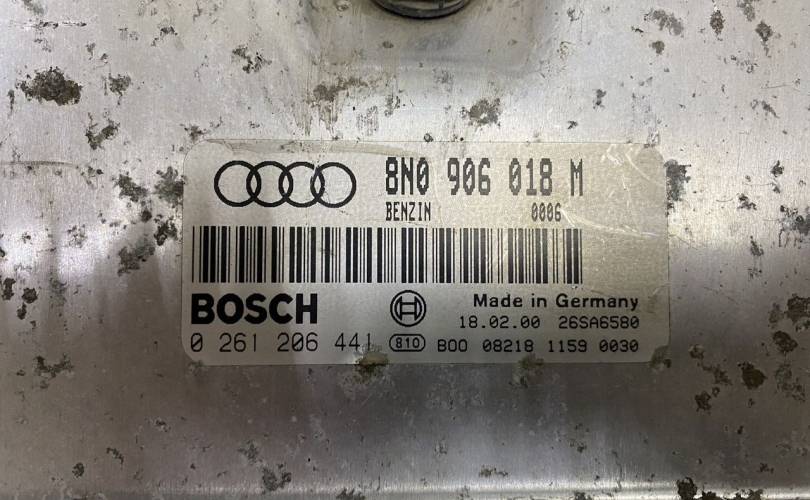 8N0 906 018 M
BENZIN 0006
BOSCH Made in Germany
18.02.00 26SA6580
0 261 206 441 810 B00 08218 1159 0030